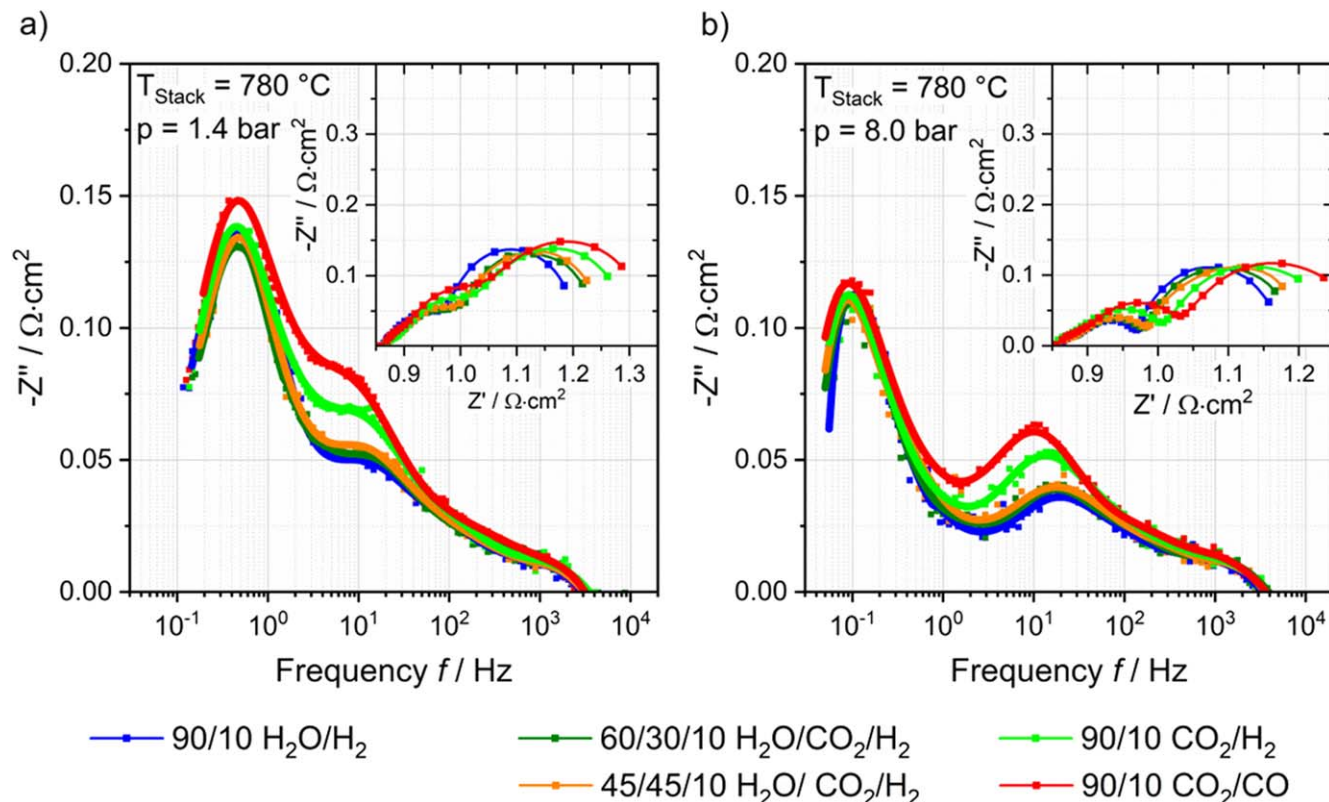 a)
T_Stack = 780 °C
p = 1.4 bar
-Z'' / Ω·cm²
0.20
0.15
0.10
0.05
0.00
-Z'' / Ω·cm²
0.3
0.2
0.1
0.9 1.0 1.1 1.2 1.3
Z' / Ω·cm²
10⁻¹ 10⁰ 10¹ 10² 10³ 10⁴
Frequency f / Hz
b)
T_Stack = 780 °C
p = 8.0 bar
-Z'' / Ω·cm²
0.20
0.15
0.10
0.05
0.00
-Z'' / Ω·cm²
0.3
0.2
0.1
0.0
0.9 1.0 1.1 1.2
Z' / Ω·cm²
10⁻¹ 10⁰ 10¹ 10² 10³ 10⁴
Frequency f / Hz
90/10 H₂O/H₂
60/30/10 H₂O/CO₂/H₂
90/10 CO₂/H₂
45/45/10 H₂O/ CO₂/H₂
90/10 CO₂/CO